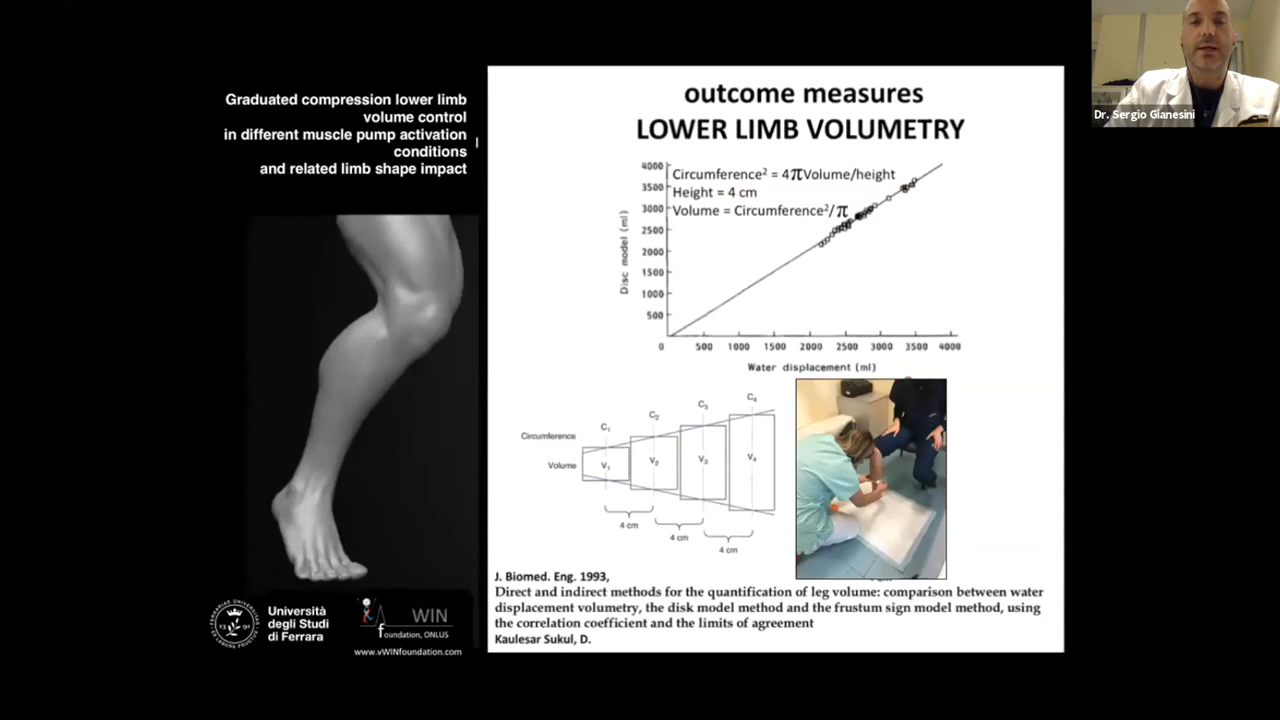 Graduated compression lower limb
volume control
in different muscle pump activation
conditions
and related limb shape impact
Università
degli Studi
di Ferrara
WIN
foundation, ONLUS
www.vWINfoundation.com
outcome measures
LOWER LIMB VOLUMETRY
Circumference² = 4πVolume/height
Height = 4 cm
Volume = Circumference²/π
Disc model (ml)
4000
3500
3000
2500
2000
1500
1000
500
0 500 1000 1500 2000 2500 3000 3500 4000
Water displacement (ml)
Circumference
Volume
C₁ C₂ C₃ C₄
V₁ V₂ V₃ V₄
4 cm
4 cm
4 cm
J. Biomed. Eng. 1993,
Direct and indirect methods for the quantification of leg volume: comparison between water
displacement volumetry, the disk model method and the frustum sign model method, using
the correlation coefficient and the limits of agreement
Kaulesar Sukul, D.
Dr. Sergio Gianesini